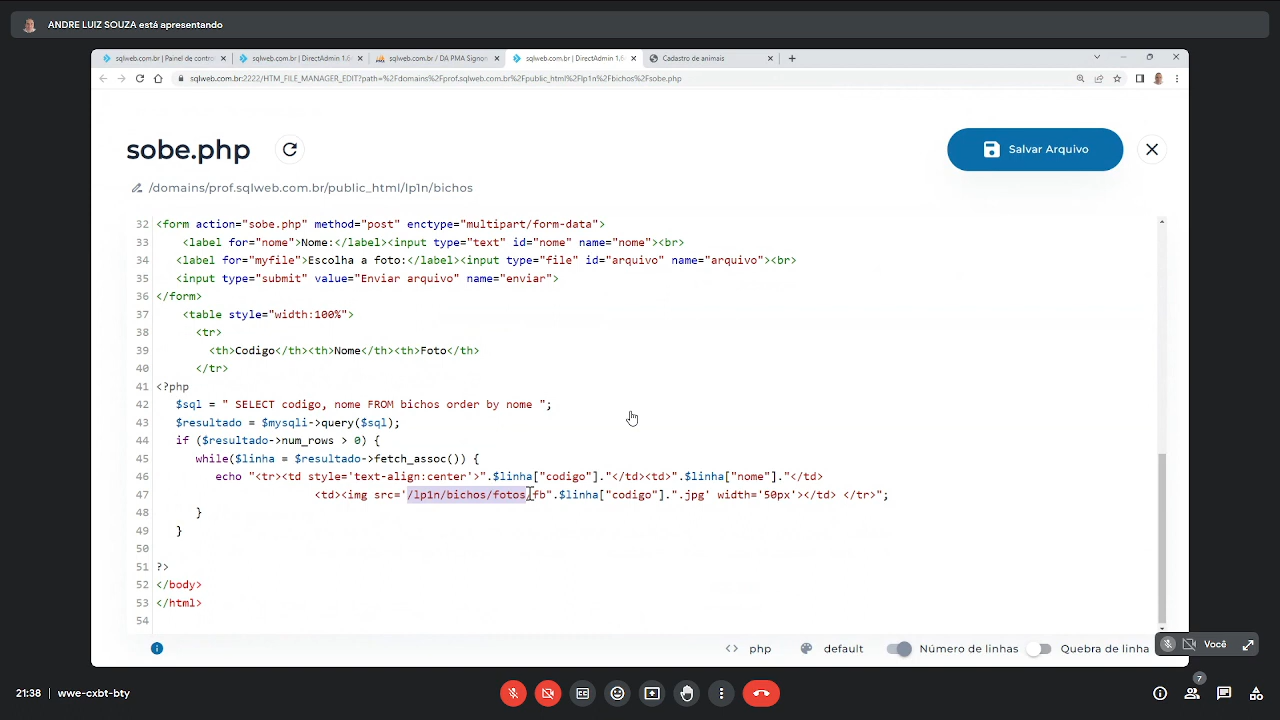 ANDRE LUIZ SOUZA está apresentando
sqlweb.com.br | Painel de contro
sqlweb.com.br | DirectAdmin 1.6
sqlweb.com.br / DA PMA Signon
sqlweb.com.br | DirectAdmin 1.6
Cadastro de animais
sqlweb.com.br:2222/HTM_FILE_MANAGER_EDIT?path=%2Fdomains%2Fprof.sqlweb.com.br%2Fpublic_html%2Flp1n%2Fbichos%2Fsobe.php
sobe.php
Salvar Arquivo
/domains/prof.sqlweb.com.br/public_html/lp1n/bichos
32 <form action="sobe.php" method="post" enctype="multipart/form-data">
33 <label for="nome">Nome:</label><input type="text" id="nome" name="nome"><br>
34 <label for="myfile">Escolha a foto:</label><input type="file" id="arquivo" name="arquivo"><br>
35 <input type="submit" value="Enviar arquivo" name="enviar">
36 </form>
37 <table style="width:100%">
38 <tr>
39 <th>Codigo</th><th>Nome</th><th>Foto</th>
40 </tr>
41 <?php
42 $sql = " SELECT codigo, nome FROM bichos order by nome ";
43 $resultado = $mysqli->query($sql);
44 if ($resultado->num_rows > 0) {
45 while($linha = $resultado->fetch_assoc()) {
46 echo "<tr><td style='text-align:center'>".$linha["codigo"]."</td><td>".$linha["nome"]."</td>
47 <td><img src='/lp1n/bichos/fotos/fb".$linha["codigo"].".jpg' width='50px'></td> </tr>";
48 }
49 }
50
51 ?>
52 </body>
53 </html>
54
php
default
Número de linhas
Quebra de linha
Você
21:38 | wwe-cxbt-bty
7